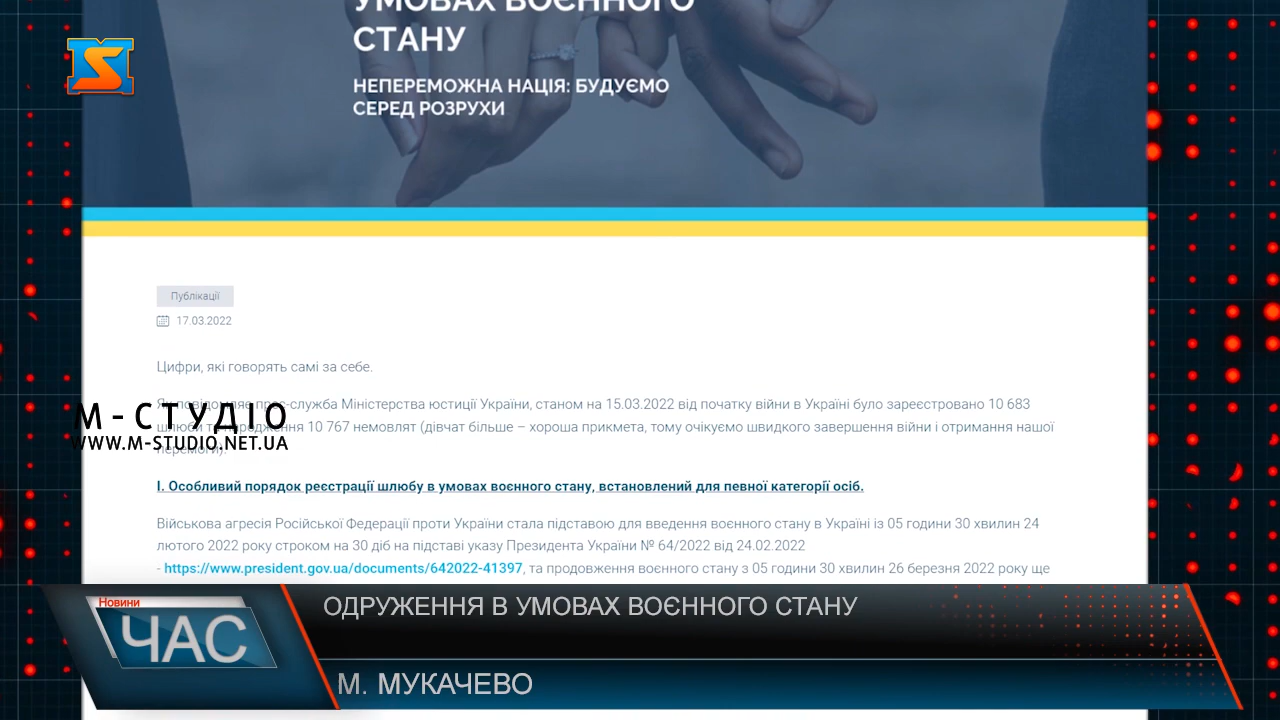 УМОВАХ ВОЄННОГО
СТАНУ
НЕПЕРЕМОЖНА НАЦІЯ: БУДУЄМО
СЕРЕД РОЗРУХИ
Публікації
17.03.2022
Цифри, які говорять самі за себе.
Як повідомляє прес-служба Міністерства юстиції України, станом на 15.03.2022 від початку війни в Україні було зареєстровано 10 683
шлюби та народження 10 767 немовлят (дівчат більше – хороша прикмета, тому очікуємо швидкого завершення війни і отримання нашої
перемоги).
М-СТУДІО
WWW.M-STUDIO.NET.UA
І. Особливий порядок реєстрації шлюбу в умовах воєнного стану, встановлений для певної категорії осіб.
Військова агресія Російської Федерації проти України стала підставою для введення воєнного стану в Україні із 05 години 30 хвилин 24
лютого 2022 року строком на 30 діб на підставі указу Президента України № 64/2022 від 24.02.2022
- https://www.president.gov.ua/documents/642022-41397, та продовження воєнного стану з 05 години 30 хвилин 26 березня 2022 року ще
Новини
ЧАС
ОДРУЖЕННЯ В УМОВАХ ВОЄННОГО СТАНУ
М. МУКАЧЕВО